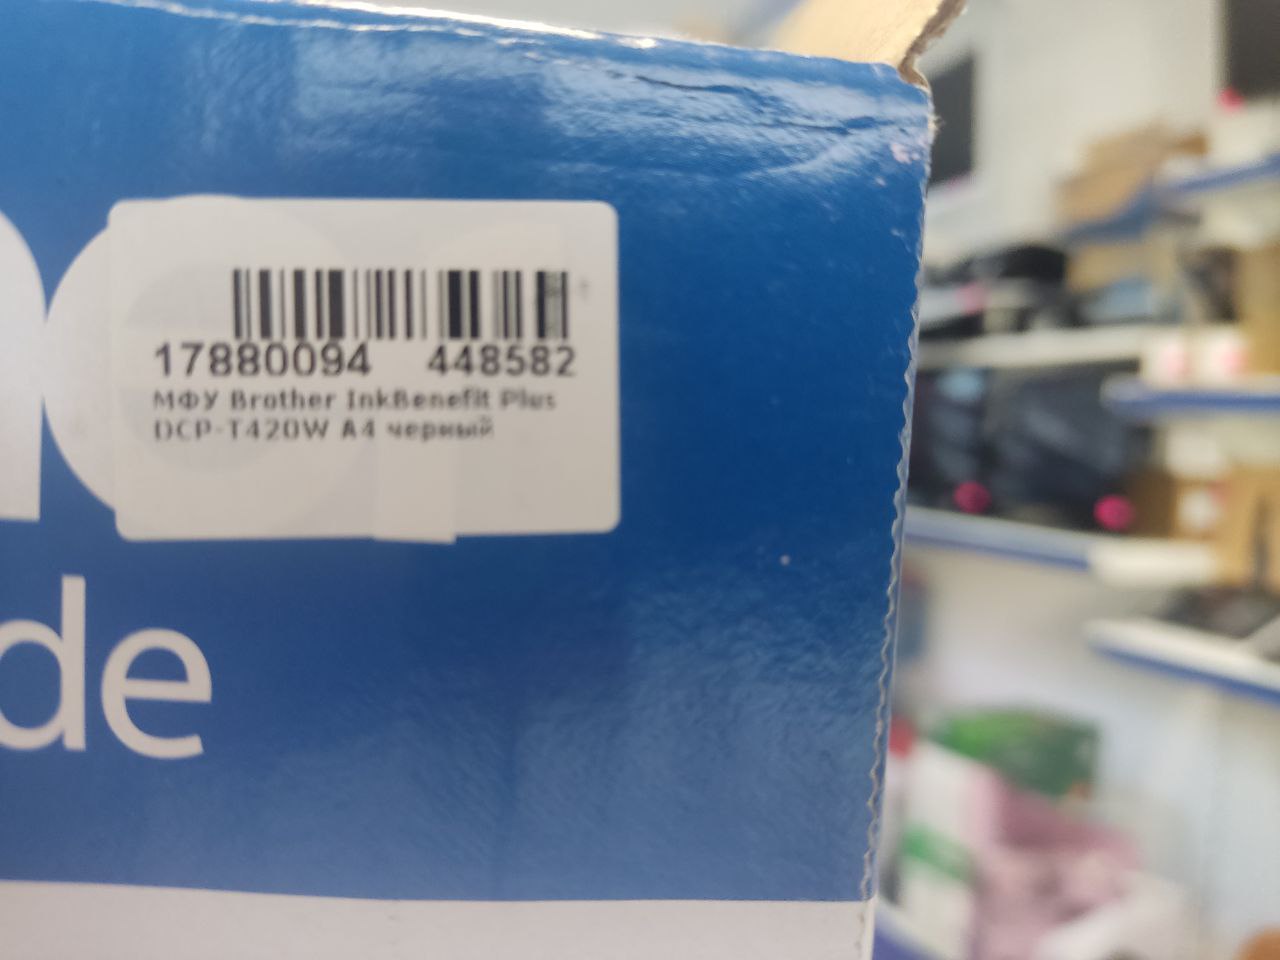 17880094 448582
МФУ Brother InkBenefit Plus
DCP-T420W A4 черный
de